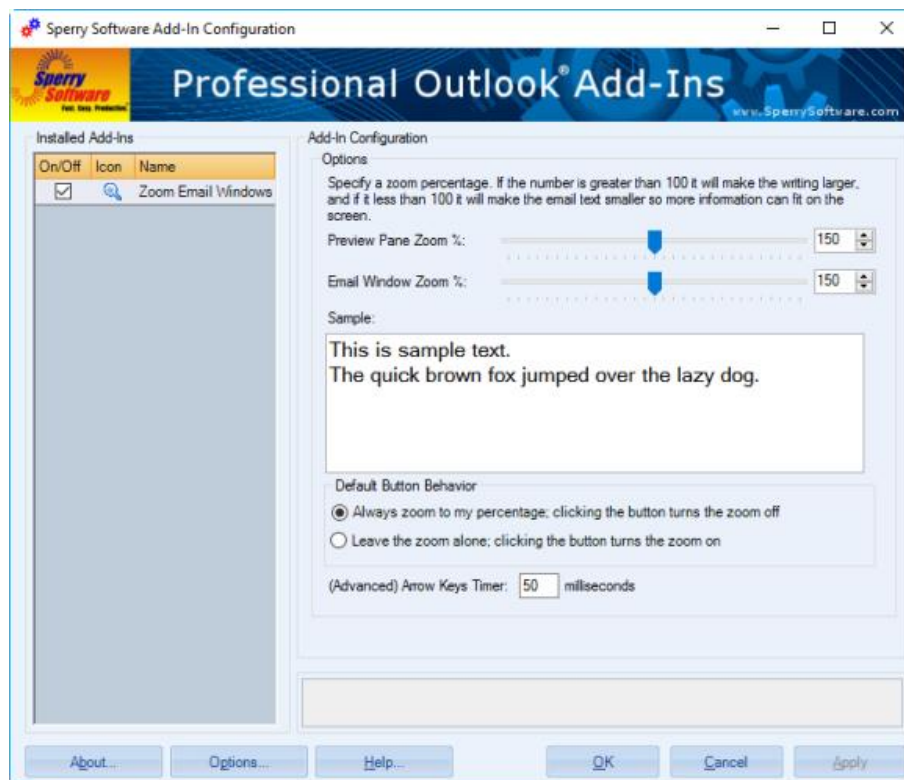 Sperry Software Add-In Configuration
Sperry
Software
Fast. Easy. Productive.
Professional Outlook® Add-Ins
www.SperrySoftware.com
Installed Add-Ins
On/Off Icon Name
Zoom Email Windows
Add-In Configuration
Options
Specify a zoom percentage. If the number is greater than 100 it will make the writing larger,
and if it less than 100 it will make the email text smaller so more information can fit on the
screen.
Preview Pane Zoom %: 150
Email Window Zoom %: 150
Sample:
This is sample text.
The quick brown fox jumped over the lazy dog.
Default Button Behavior
Always zoom to my percentage; clicking the button turns the zoom off
Leave the zoom alone; clicking the button turns the zoom on
(Advanced) Arrow Keys Timer: 50 milliseconds
About... Options... Help... OK Cancel Apply